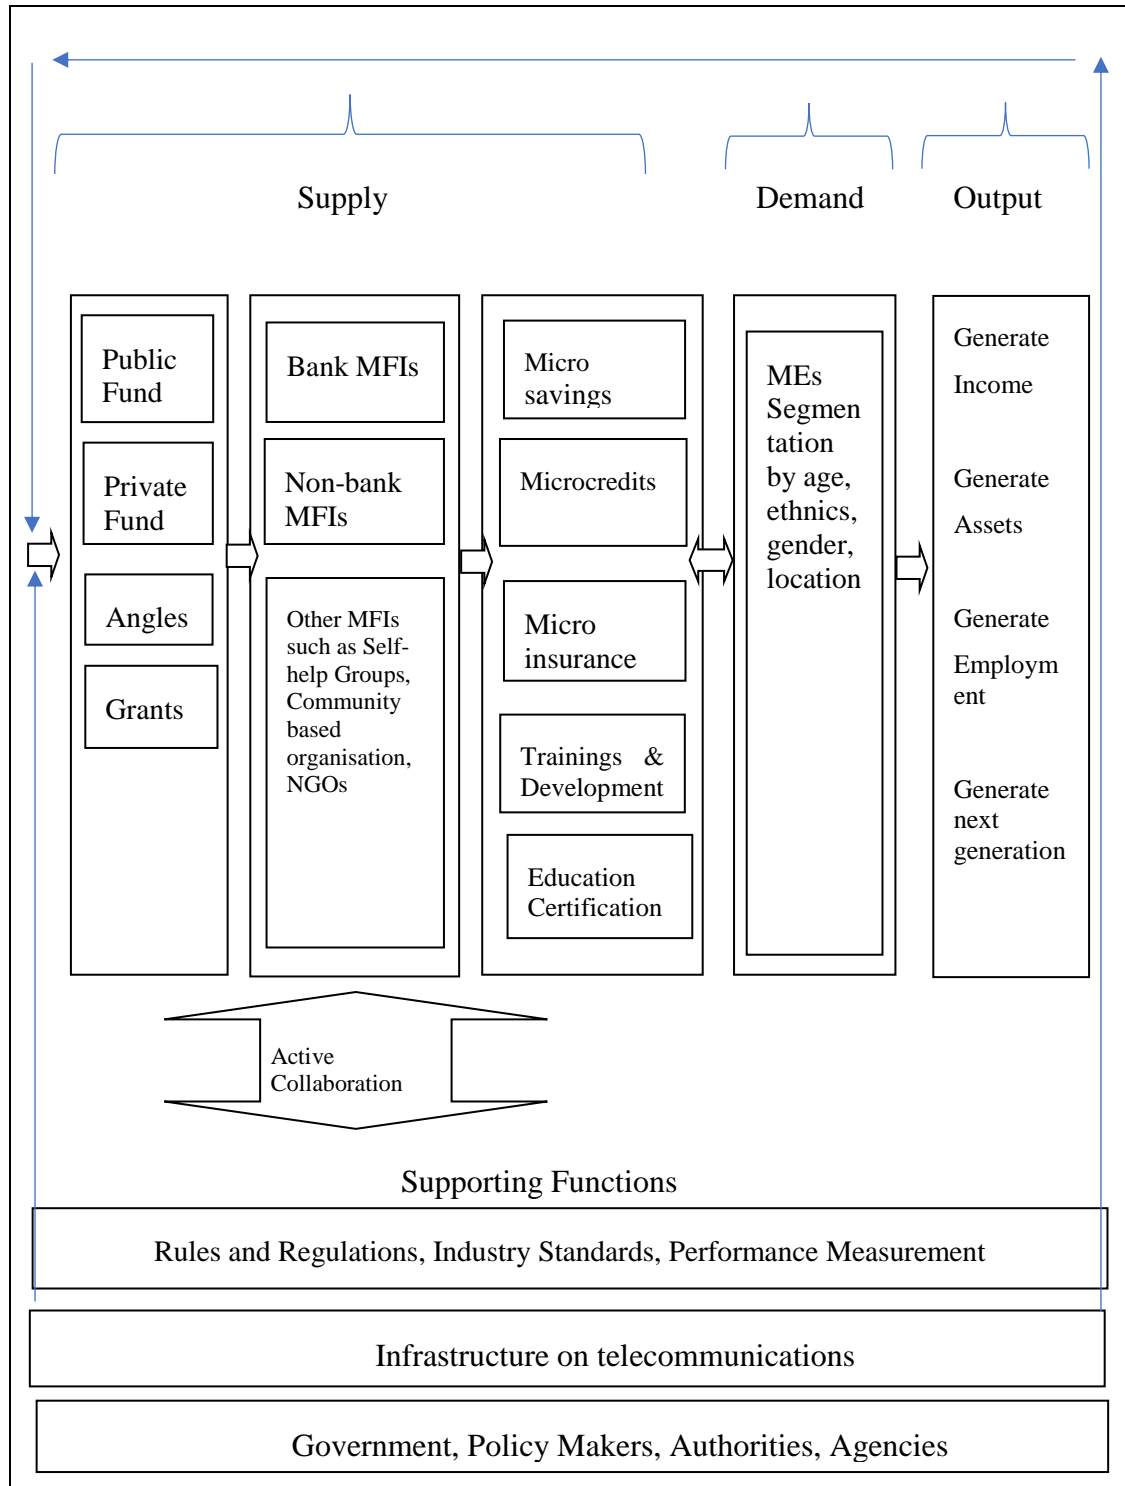 Supply
Demand
Output
Public
Fund
Private
Fund
Angles
Grants
Bank MFIs
Non-bank
MFIs
Other MFIs
such as Self-
help Groups,
Community
based
organisation,
NGOs
Micro
savings
Microcredits
Micro
insurance
Trainings &
Development
Education
Certification
MEs
Segmen
tation
by age,
ethnics,
gender,
location
Generate
Income
Generate
Assets
Generate
Employm
ent
Generate
next
generation
Active
Collaboration
Supporting Functions
Rules and Regulations, Industry Standards, Performance Measurement
Infrastructure on telecommunications
Government, Policy Makers, Authorities, Agencies